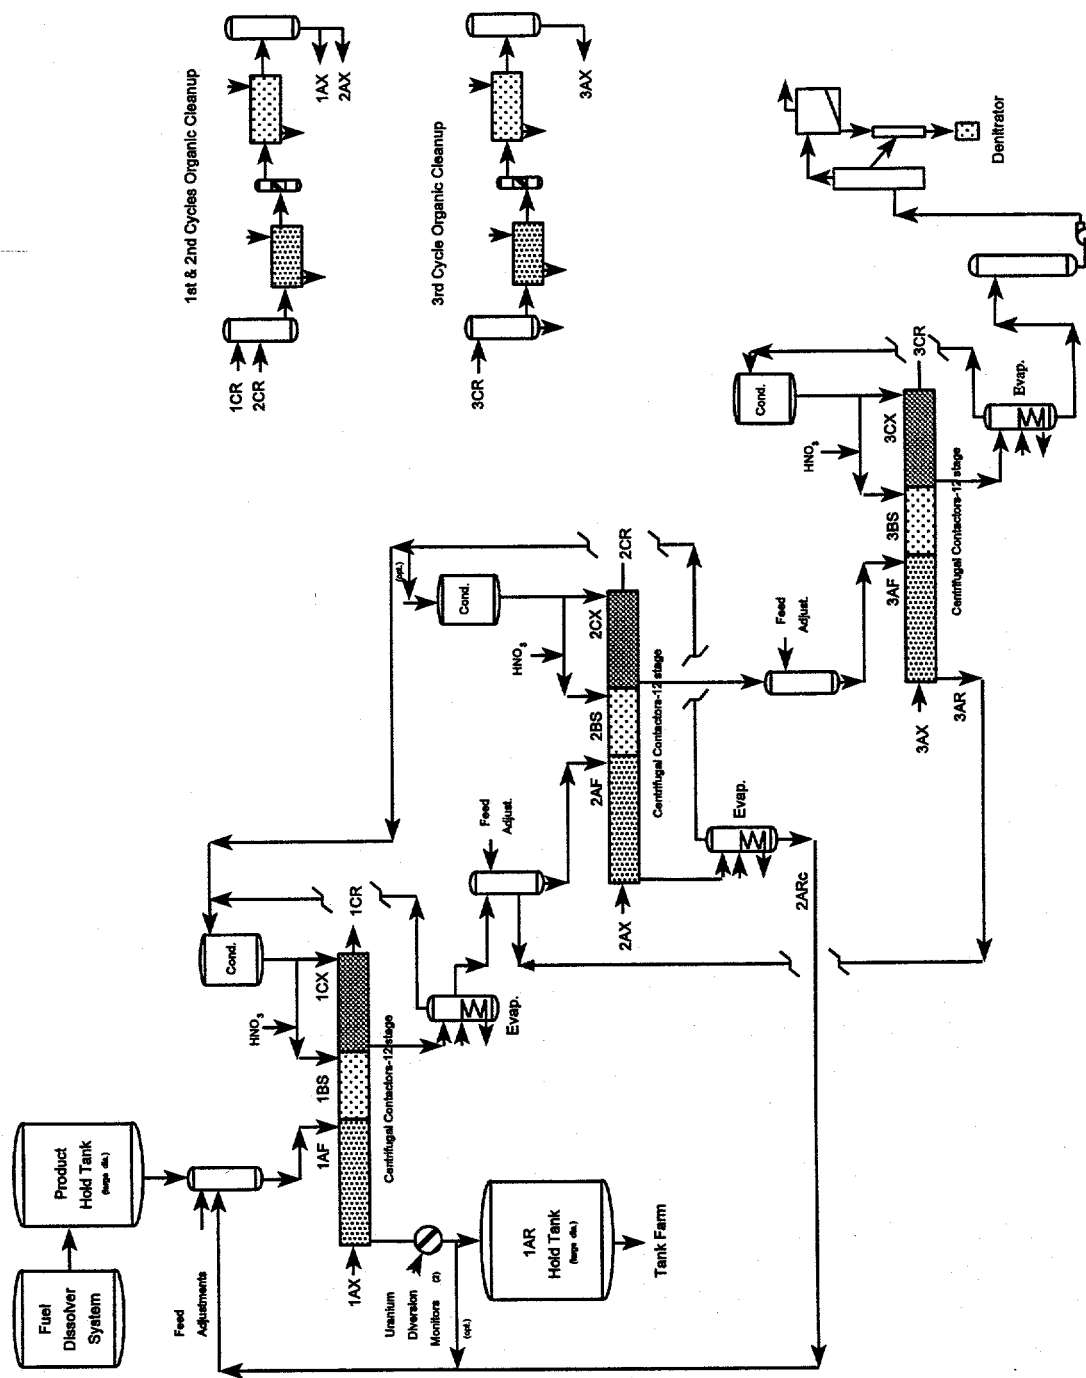 Fuel
Dissolver
System
Product
Hold Tank
(large dia.)
Feed
Adjustments
1AX
1AF
1BS
1CX
HNO₃
Cond.
1CR
Centrifugal Contactors-12 stage
Uranium
Diversion
Monitors (2)
(opt.)
1AR
Hold Tank
(large dia.)
Tank Farm
Evap.
Feed
Adjust.
2AX
2AF
2BS
2CX
HNO₃
Cond.
(opt.)
2CR
Centrifugal Contactors-12 stage
Evap.
2ARc
Feed
Adjust.
3AX
3AR
3AF
3BS
3CX
HNO₃
Cond.
3CR
Centrifugal Contactors-12 stage
Evap.
Denitrator
1st & 2nd Cycles Organic Cleanup
1CR
2CR
1AX
2AX
3rd Cycle Organic Cleanup
3CR
3AX